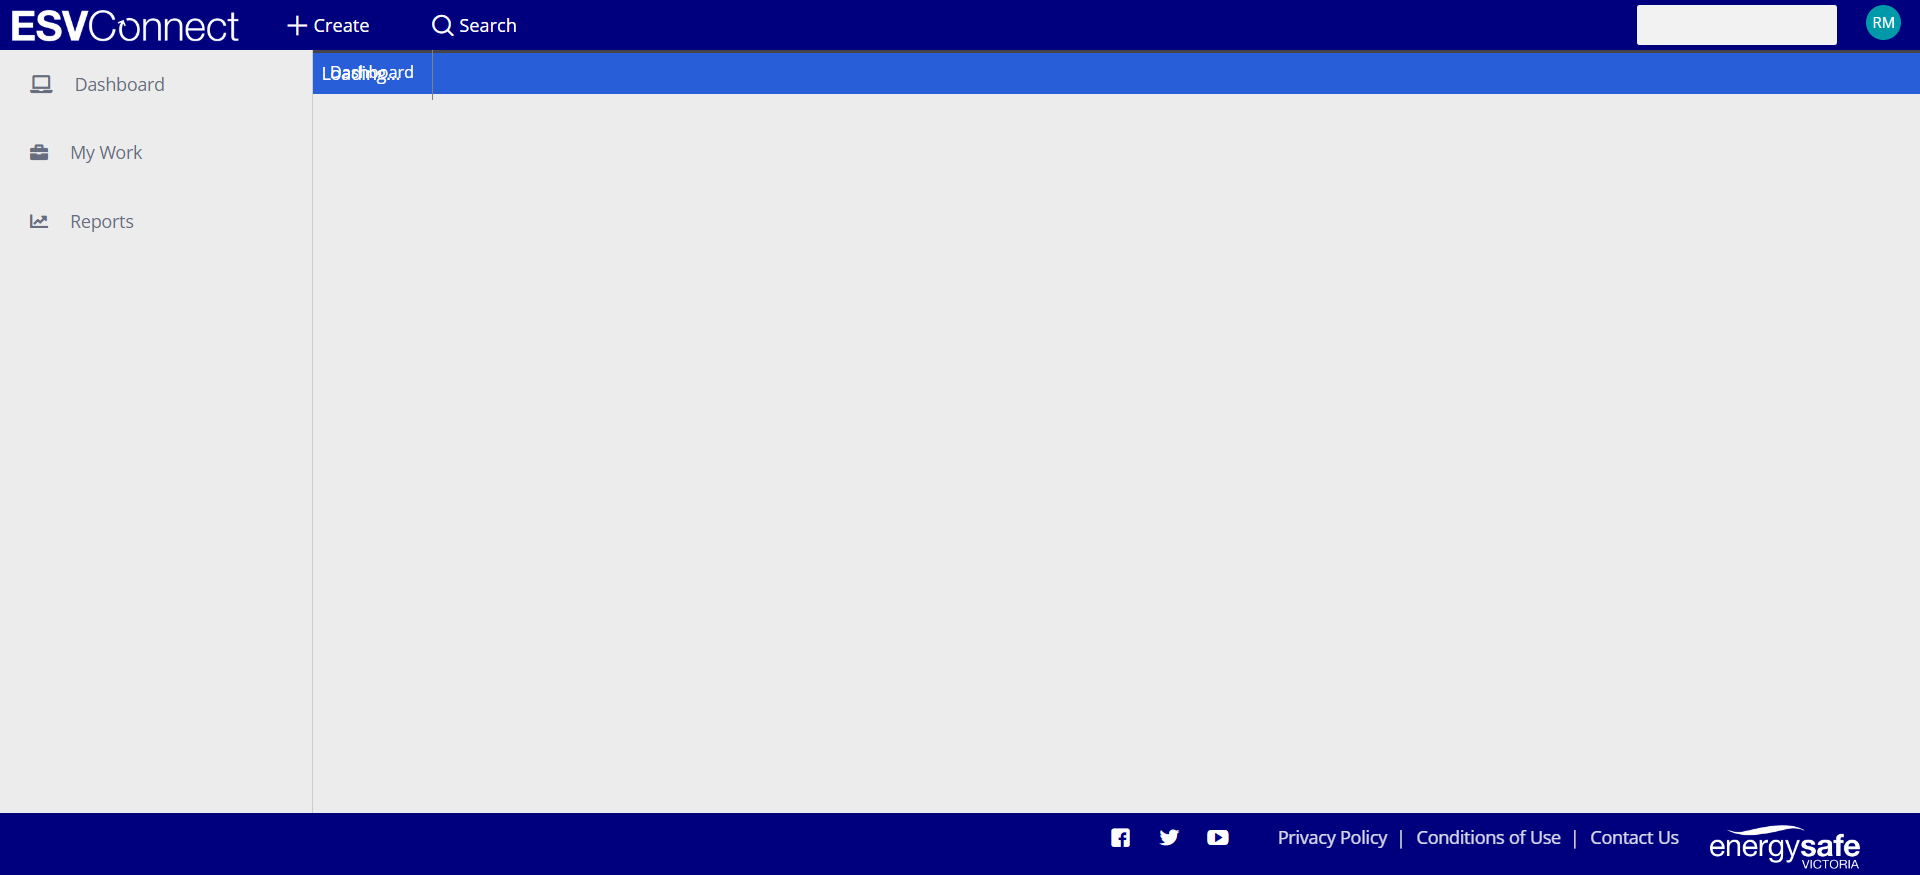 ESVConnect
Create
Search
RM
Dashboard
My Work
Reports
Loading...
Dashboard
Privacy Policy | Conditions of Use | Contact Us
energysafe
VICTORIA